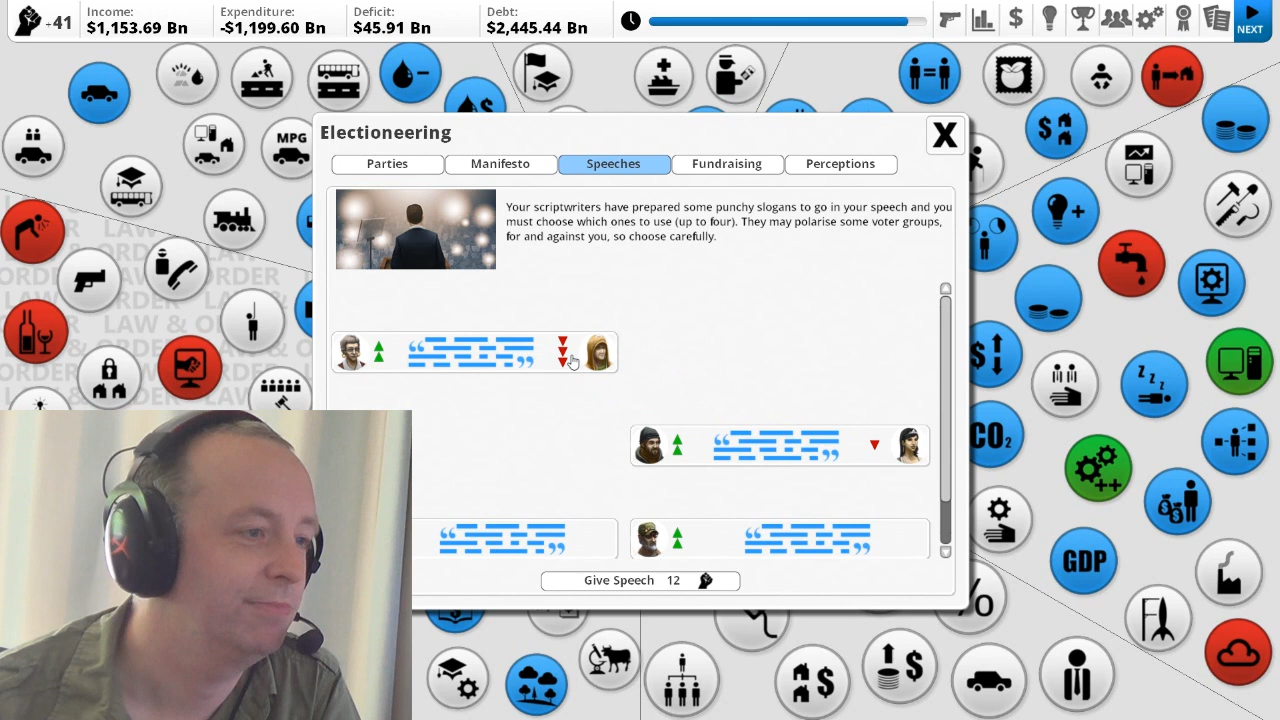 +41
Income:
$1,153.69 Bn
Expenditure:
-$1,199.60 Bn
Deficit:
$45.91 Bn
Debt:
$2,445.44 Bn
NEXT
MPG
LAW & ORDER
Electioneering
X
Parties
Manifesto
Speeches
Fundraising
Perceptions
Your scriptwriters have prepared some punchy slogans to go in your speech and you
must choose which ones to use (up to four). They may polarise some voter groups,
for and against you, so choose carefully.
Give Speech 12
CO₂
GDP
%